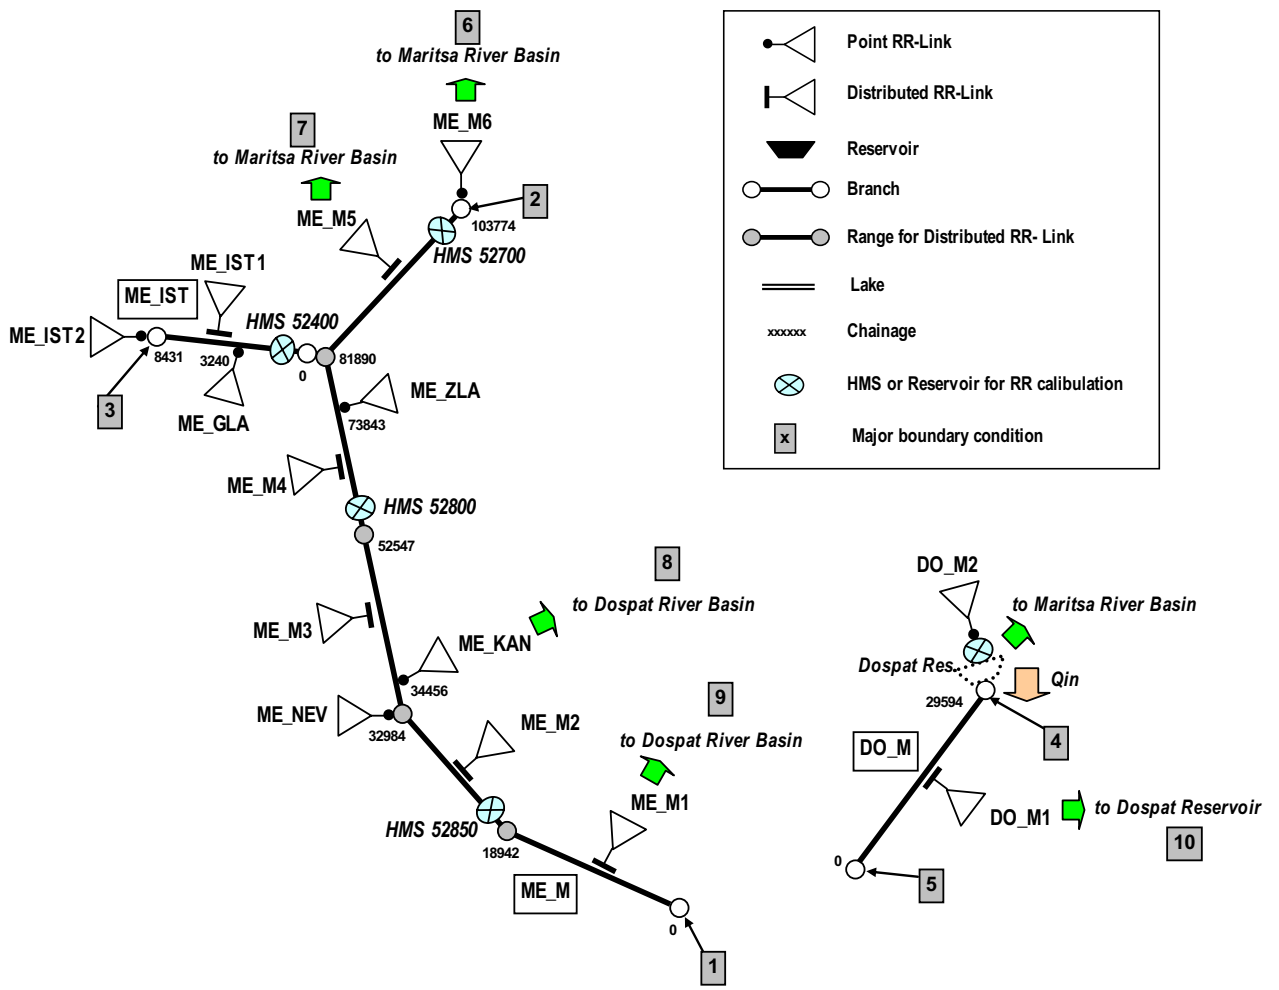 6
to Maritsa River Basin
ME_M6
7
to Maritsa River Basin
ME_M5
2
103774
HMS 52700
ME_IST1
ME_IST
HMS 52400
ME_IST2
8431
3240
0
81890
3
ME_GLA
ME_ZLA
73843
ME_M4
HMS 52800
52547
8
to Dospat River Basin
ME_M3
ME_KAN
34456
ME_NEV
32984
9
to Dospat River Basin
ME_M2
ME_M1
HMS 52850
18942
ME_M
0
1
Point RR-Link
Distributed RR-Link
Reservoir
Branch
Range for Distributed RR- Link
Lake
xxxxxx
Chainage
HMS or Reservoir for RR calibulation
x
Major boundary condition
DO_M2
to Maritsa River Basin
Dospat Res.
Qin
29594
4
DO_M
DO_M1
to Dospat Reservoir
10
0
5